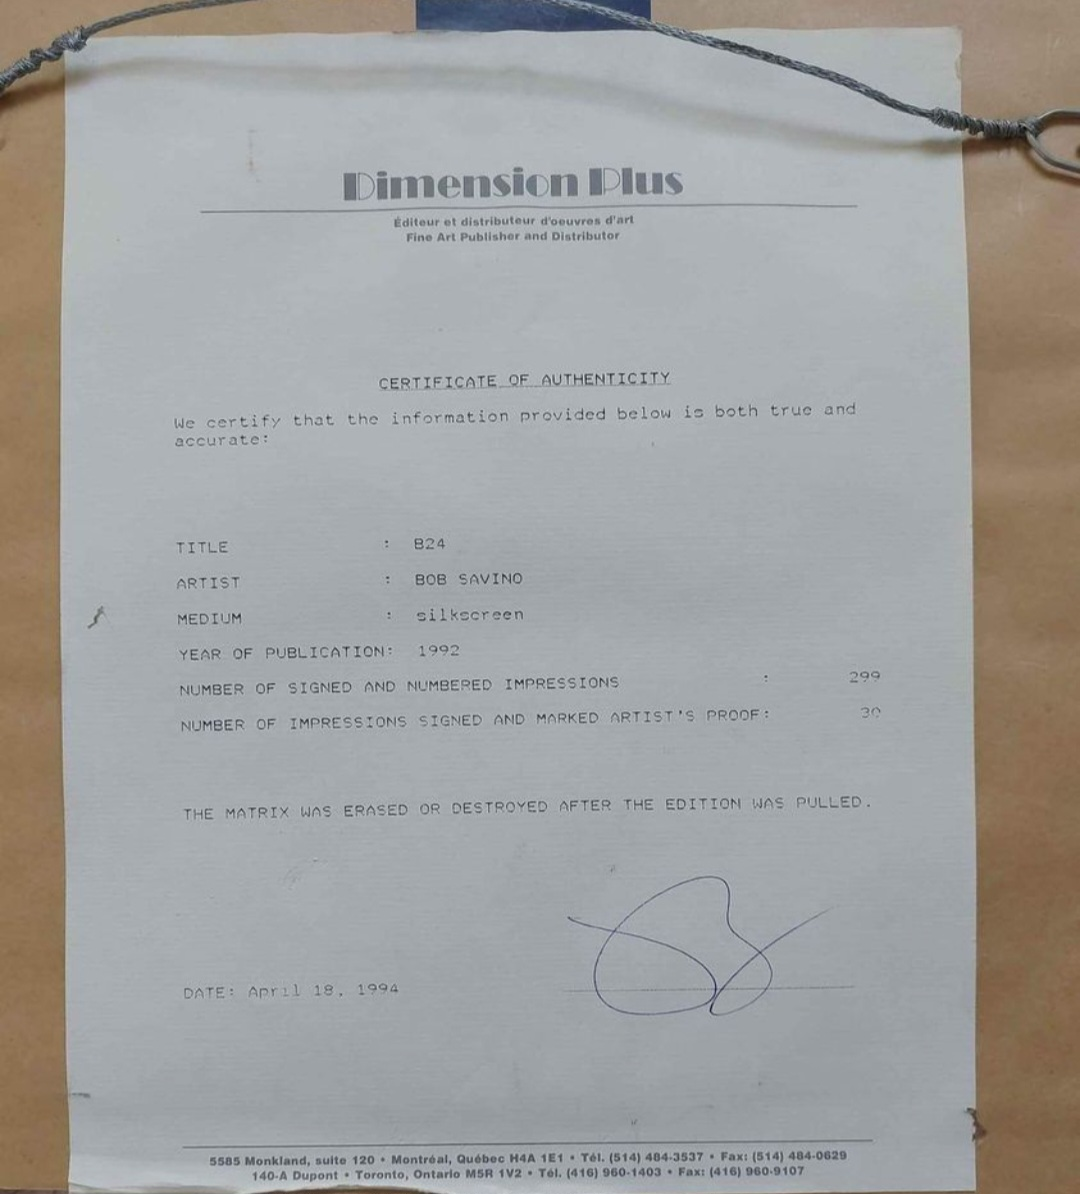 Dimension Plus
Éditeur et distributeur d'oeuvres d'art
Fine Art Publisher and Distributor
CERTIFICATE OF AUTHENTICITY
We certify that the information provided below is both true and
accurate:
TITLE : B24
ARTIST : BOB SAVINO
MEDIUM : silkscreen
YEAR OF PUBLICATION: 1992
NUMBER OF SIGNED AND NUMBERED IMPRESSIONS : 299
NUMBER OF IMPRESSIONS SIGNED AND MARKED ARTIST'S PROOF: 30
THE MATRIX WAS ERASED OR DESTROYED AFTER THE EDITION WAS PULLED.
DATE: April 18, 1994
5585 Monkland, suite 120 • Montréal, Québec H4A 1E1 • Tél. (514) 484-3537 • Fax: (514) 484-0629
140-A Dupont • Toronto, Ontario M5R 1V2 • Tél. (416) 960-1403 • Fax: (416) 960-9107